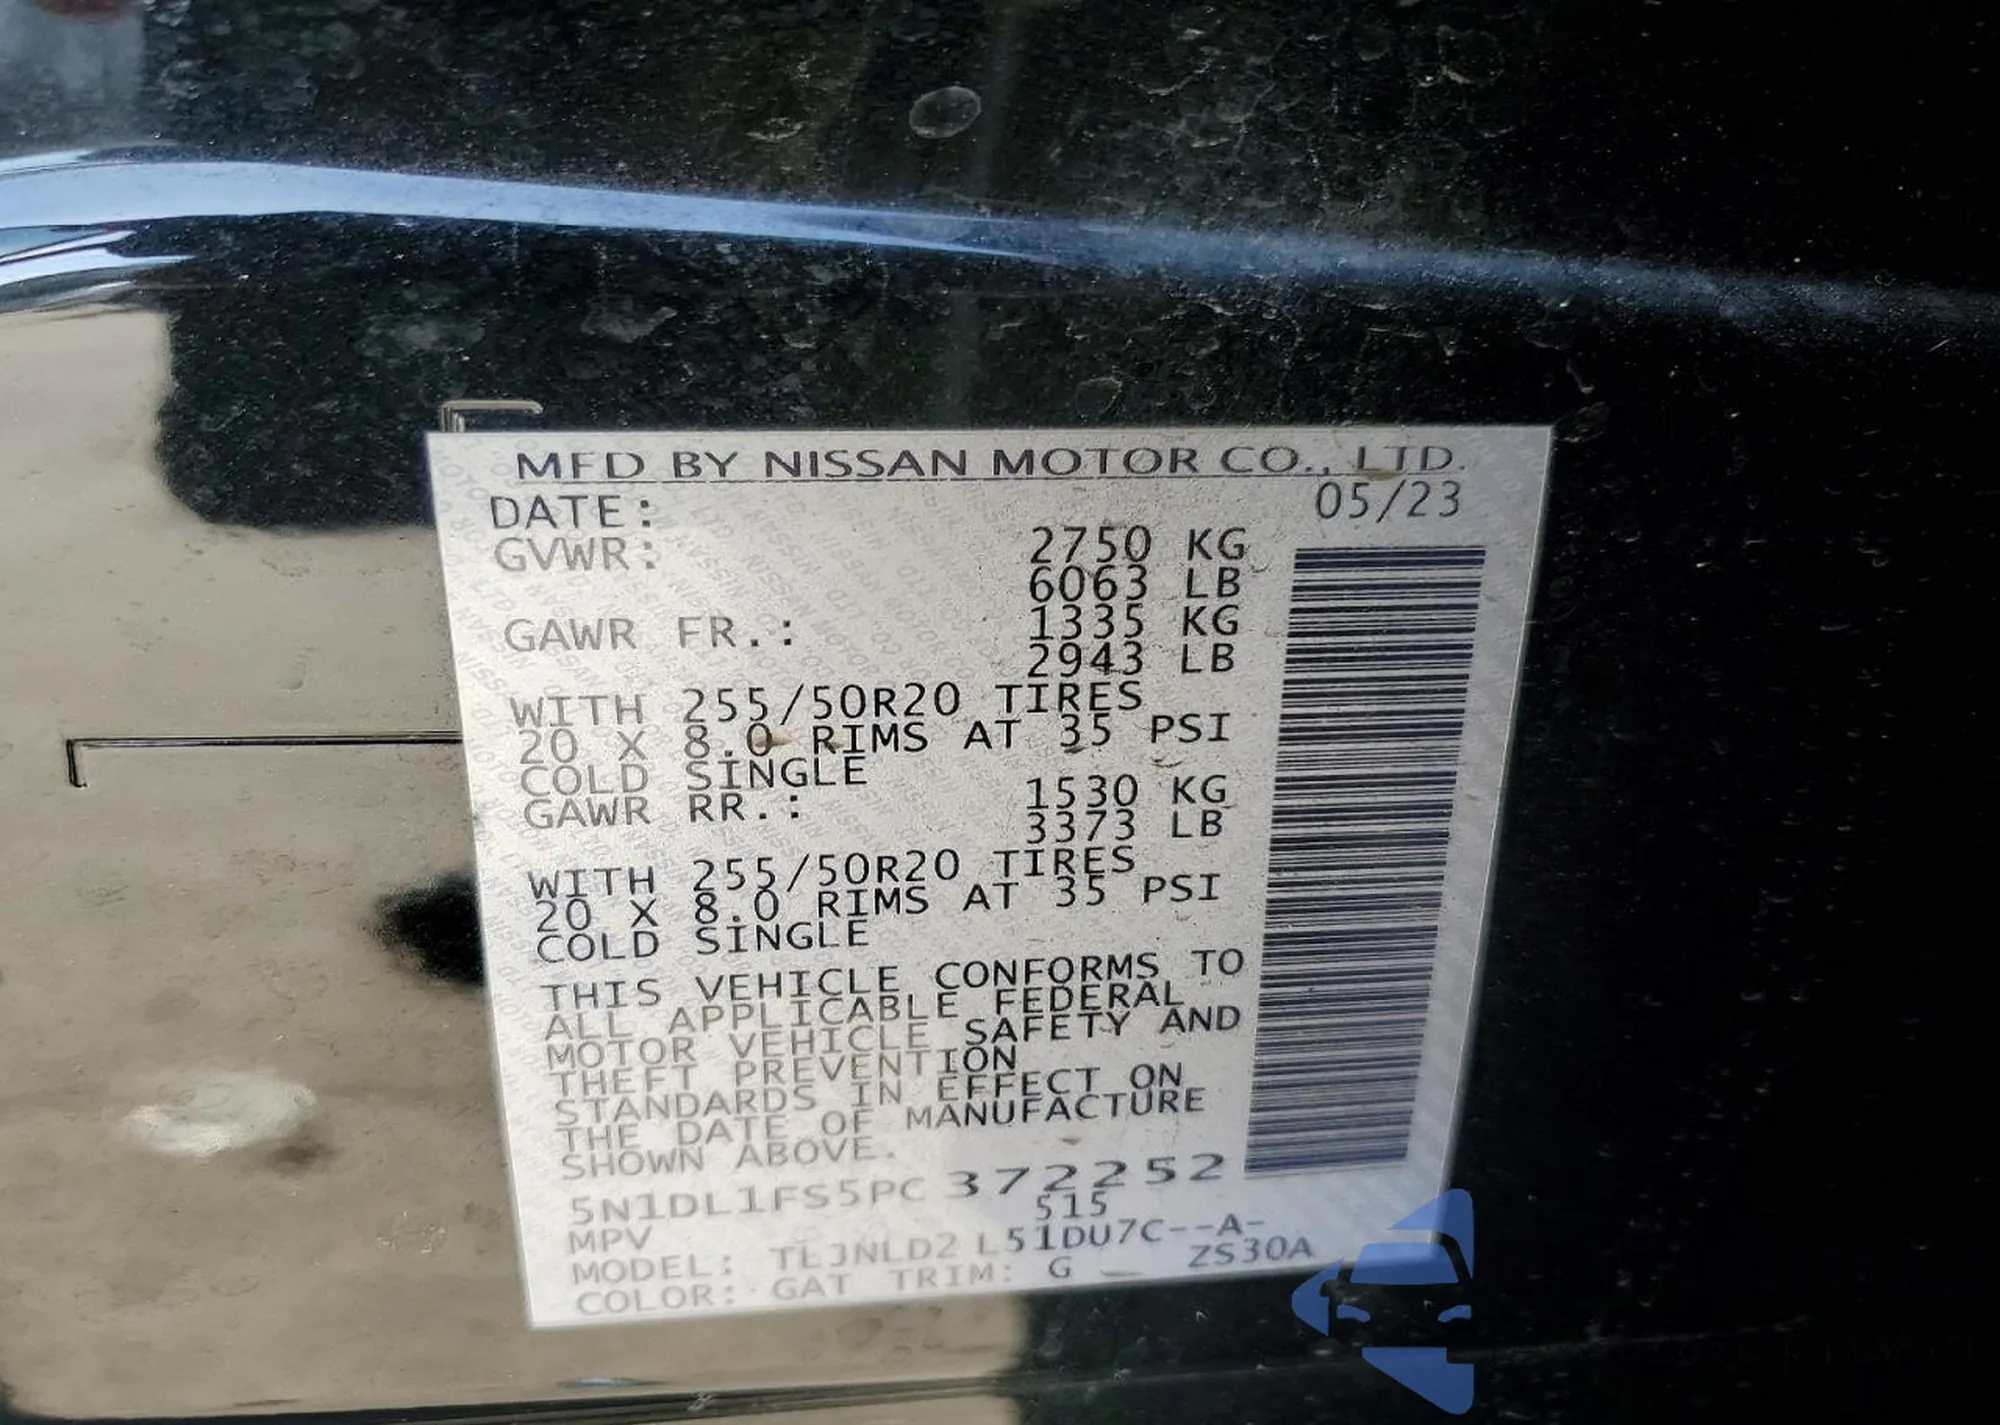 MFD BY NISSAN MOTOR CO., LTD.
DATE: 05/23
GVWR: 2750 KG
6063 LB
GAWR FR.: 1335 KG
2943 LB
WITH 255/50R20 TIRES
20 X 8.0 RIMS AT 35 PSI
COLD SINGLE
GAWR RR.: 1530 KG
3373 LB
WITH 255/50R20 TIRES
20 X 8.0 RIMS AT 35 PSI
COLD SINGLE
THIS VEHICLE CONFORMS TO
ALL APPLICABLE FEDERAL
MOTOR VEHICLE SAFETY AND
THEFT PREVENTION
STANDARDS IN EFFECT ON
THE DATE OF MANUFACTURE
SHOWN ABOVE.
5N1DL1FS5PC 372252
MPV 515
MODEL: TL3NLD2 L51DU7C--A-
COLOR: GAT TRIM: G ZS30A